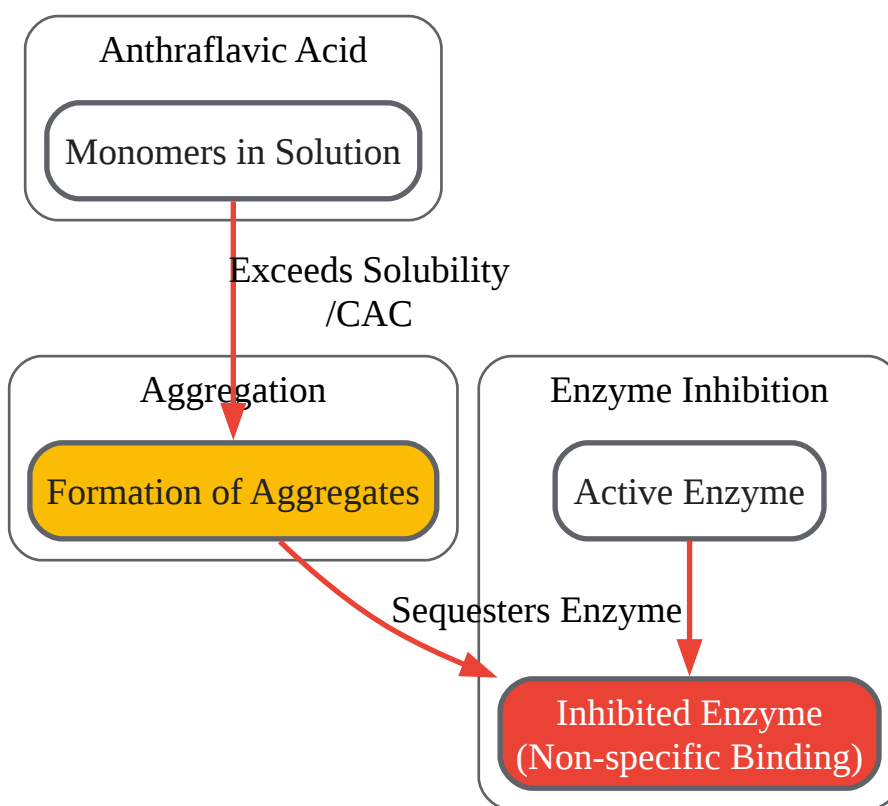 Anthraflavic Acid
Monomers in Solution
Exceeds Solubility
/CAC
Aggregation
Formation of Aggregates
Enzyme Inhibition
Active Enzyme
Sequesters Enzyme
Inhibited Enzyme
(Non-specific Binding)